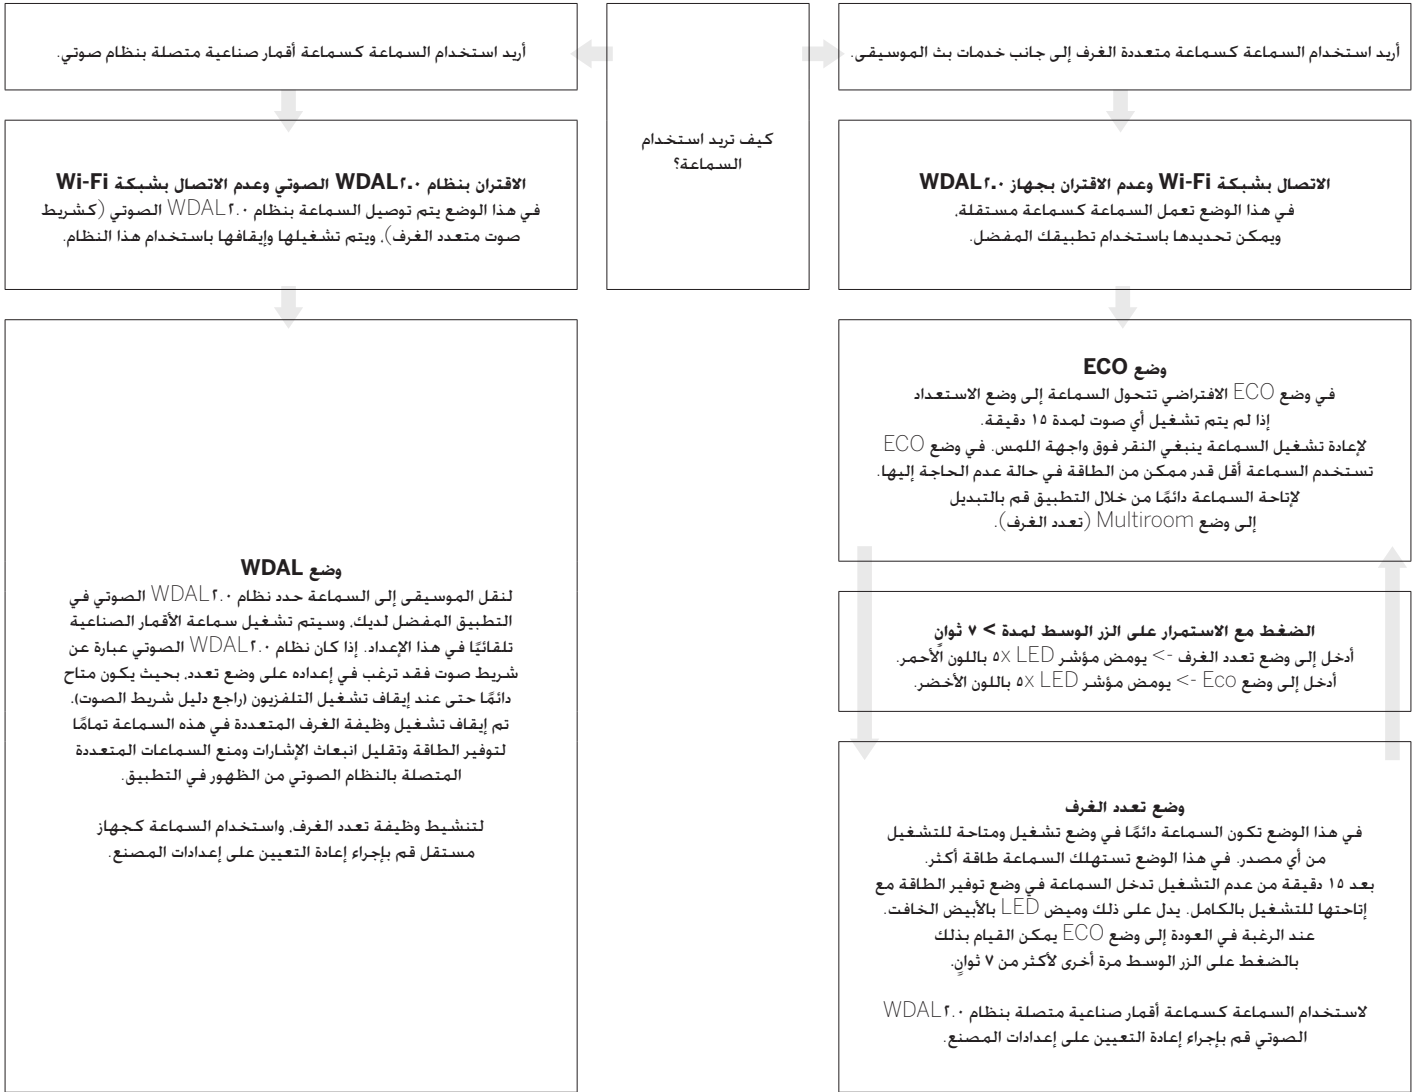 كيف تريد استخدام
السماعة؟
أريد استخدام السماعة كسماعة متعددة الغرف إلى جانب خدمات بث الموسيقى.
الاتصال بشبكة Wi-Fi وعدم الاقتران بجهاز WDAL٢.٠
في هذا الوضع تعمل السماعة كسماعة مستقلة،
ويمكن تحديدها باستخدام تطبيقك المفضل.
وضع ECO
في وضع ECO الافتراضي تتحول السماعة إلى وضع الاستعداد
إذا لم يتم تشغيل أي صوت لمدة ١٥ دقيقة.
لإعادة تشغيل السماعة ينبغي النقر فوق واجهة اللمس. في وضع ECO
تستخدم السماعة أقل قدر ممكن من الطاقة في حالة عدم الحاجة إليها.
لإتاحة السماعة دائمًا من خلال التطبيق قم بالتبديل
إلى وضع Multiroom (تعدد الغرف).
الضغط مع الاستمرار على الزر الوسط لمدة > ٧ ثوانٍ
أدخل إلى وضع تعدد الغرف -> يومض مؤشر LED ٥x باللون الأحمر.
أدخل إلى وضع Eco -> يومض مؤشر LED ٥x باللون الأخضر.
وضع تعدد الغرف
في هذا الوضع تكون السماعة دائمًا في وضع تشغيل ومتاحة للتشغيل
من أي مصدر. في هذا الوضع تستهلك السماعة طاقة أكثر.
بعد ١٥ دقيقة من عدم التشغيل تدخل السماعة في وضع توفير الطاقة مع
إتاحتها للتشغيل بالكامل. يدل على ذلك وميض LED بالأبيض الخافت.
عند الرغبة في العودة إلى وضع ECO يمكن القيام بذلك
بالضغط على الزر الوسط مرة أخرى لأكثر من ٧ ثوانٍ.
لاستخدام السماعة كسماعة أقمار صناعية متصلة بنظام WDAL٢.٠
الصوتي قم بإجراء إعادة التعيين على إعدادات المصنع.
أريد استخدام السماعة كسماعة أقمار صناعية متصلة بنظام صوتي.
الاقتران بنظام WDAL٢.٠ الصوتي وعدم الاتصال بشبكة Wi-Fi
في هذا الوضع يتم توصيل السماعة بنظام WDAL٢.٠ الصوتي (كشريط
صوت متعدد الغرف)، ويتم تشغيلها وإيقافها باستخدام هذا النظام.
وضع WDAL
لنقل الموسيقى إلى السماعة حدد نظام WDAL٢.٠ الصوتي في
التطبيق المفضل لديك، وسيتم تشغيل سماعة الأقمار الصناعية
تلقائيًا في هذا الإعداد. إذا كان نظام WDAL٢.٠ الصوتي عبارة عن
شريط صوت فقد ترغب في إعداده على وضع تعدد، بحيث يكون متاح
دائمًا حتى عند إيقاف تشغيل التلفزيون (راجع دليل شريط الصوت).
تم إيقاف تشغيل وظيفة الغرف المتعددة في هذه السماعة تمامًا
لتوفير الطاقة وتقليل انبعاث الإشارات ومنع السماعات المتعددة
المتصلة بالنظام الصوتي من الظهور في التطبيق.
لتنشيط وظيفة تعدد الغرف، واستخدام السماعة كجهاز
مستقل قم بإجراء إعادة التعيين على إعدادات المصنع.